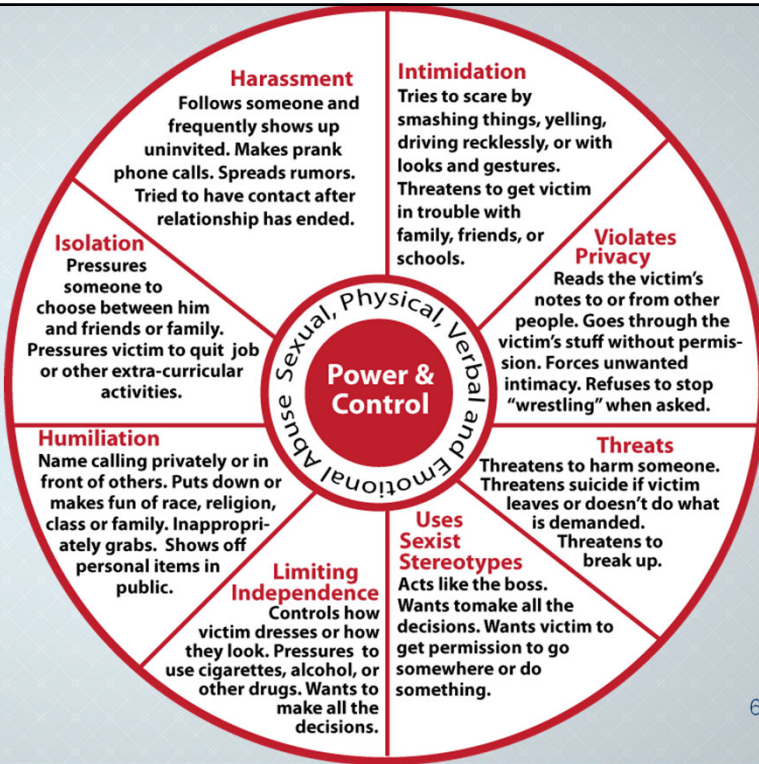 Harassment
Follows someone and
frequently shows up
uninvited. Makes prank
phone calls. Spreads rumors.
Tried to have contact after
relationship has ended.
Intimidation
Tries to scare by
smashing things, yelling,
driving recklessly, or with
looks and gestures.
Threatens to get victim
in trouble with
family, friends, or
schools.
Violates
Privacy
Reads the victim's
notes to or from other
people. Goes through the
victim's stuff without permis-
sion. Forces unwanted
intimacy. Refuses to stop
"wrestling" when asked.
Threats
Threatens to harm someone.
Threatens suicide if victim
leaves or doesn't do what
is demanded.
Threatens to
break up.
Uses
Sexist
Stereotypes
Acts like the boss.
Wants tomake all the
decisions. Wants victim to
get permission to go
somewhere or do
something.
Limiting
Independence
Controls how
victim dresses or how
they look. Pressures to
use cigarettes, alcohol, or
other drugs. Wants to
make all the
decisions.
Humiliation
Name calling privately or in
front of others. Puts down or
makes fun of race, religion,
class or family. Inappropri-
ately grabs. Shows off
personal items in
public.
Isolation
Pressures
someone to
choose between him
and friends or family.
Pressures victim to quit job
or other extra-curricular
activities.
Sexual, Physical, Verbal and Emotional Abuse
Power &
Control
6